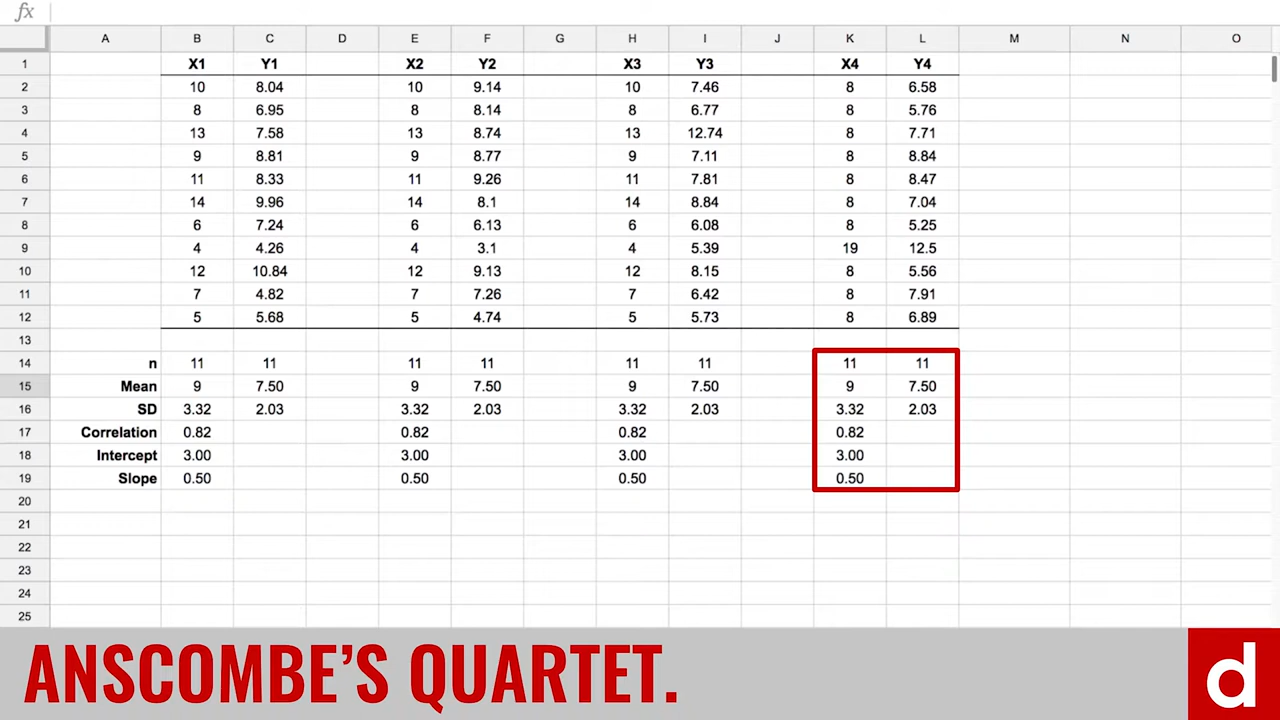 fx
A B C D E F G H I J K L M N O
1 X1 Y1 X2 Y2 X3 Y3 X4 Y4
2 10 8.04 10 9.14 10 7.46 8 6.58
3 8 6.95 8 8.14 8 6.77 8 5.76
4 13 7.58 13 8.74 13 12.74 8 7.71
5 9 8.81 9 8.77 9 7.11 8 8.84
6 11 8.33 11 9.26 11 7.81 8 8.47
7 14 9.96 14 8.1 14 8.84 8 7.04
8 6 7.24 6 6.13 6 6.08 8 5.25
9 4 4.26 4 3.1 4 5.39 19 12.5
10 12 10.84 12 9.13 12 8.15 8 5.56
11 7 4.82 7 7.26 7 6.42 8 7.91
12 5 5.68 5 4.74 5 5.73 8 6.89
13
14 n 11 11 11 11 11 11 11 11
15 Mean 9 7.50 9 7.50 9 7.50 9 7.50
16 SD 3.32 2.03 3.32 2.03 3.32 2.03 3.32 2.03
17 Correlation 0.82 0.82 0.82 0.82
18 Intercept 3.00 3.00 3.00 3.00
19 Slope 0.50 0.50 0.50 0.50
20
21
22
23
24
25
ANSCOMBE’S QUARTET.
d